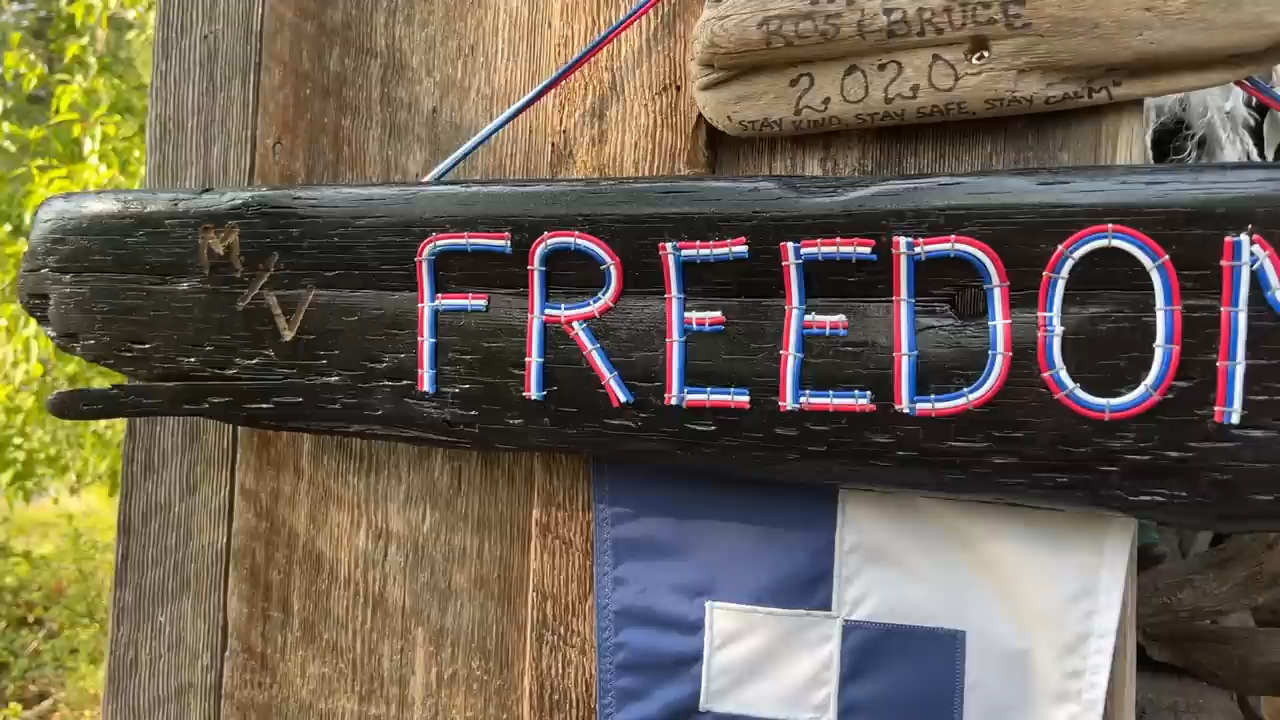 ROS & BRUCE
2020
"STAY KIND, STAY SAFE, STAY CALM"
M/V
FREEDOM